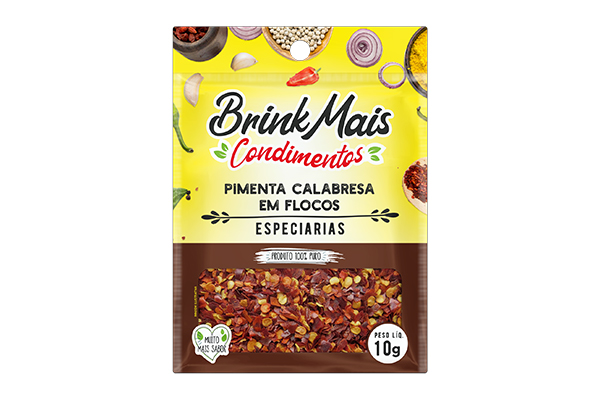 Brink Mais
Condimentos
PIMENTA CALABRESA
EM FLOCOS
ESPECIARIAS
PRODUTO 100% PURO
MUITO
MAIS SABOR
PESO LÍQ.
10g